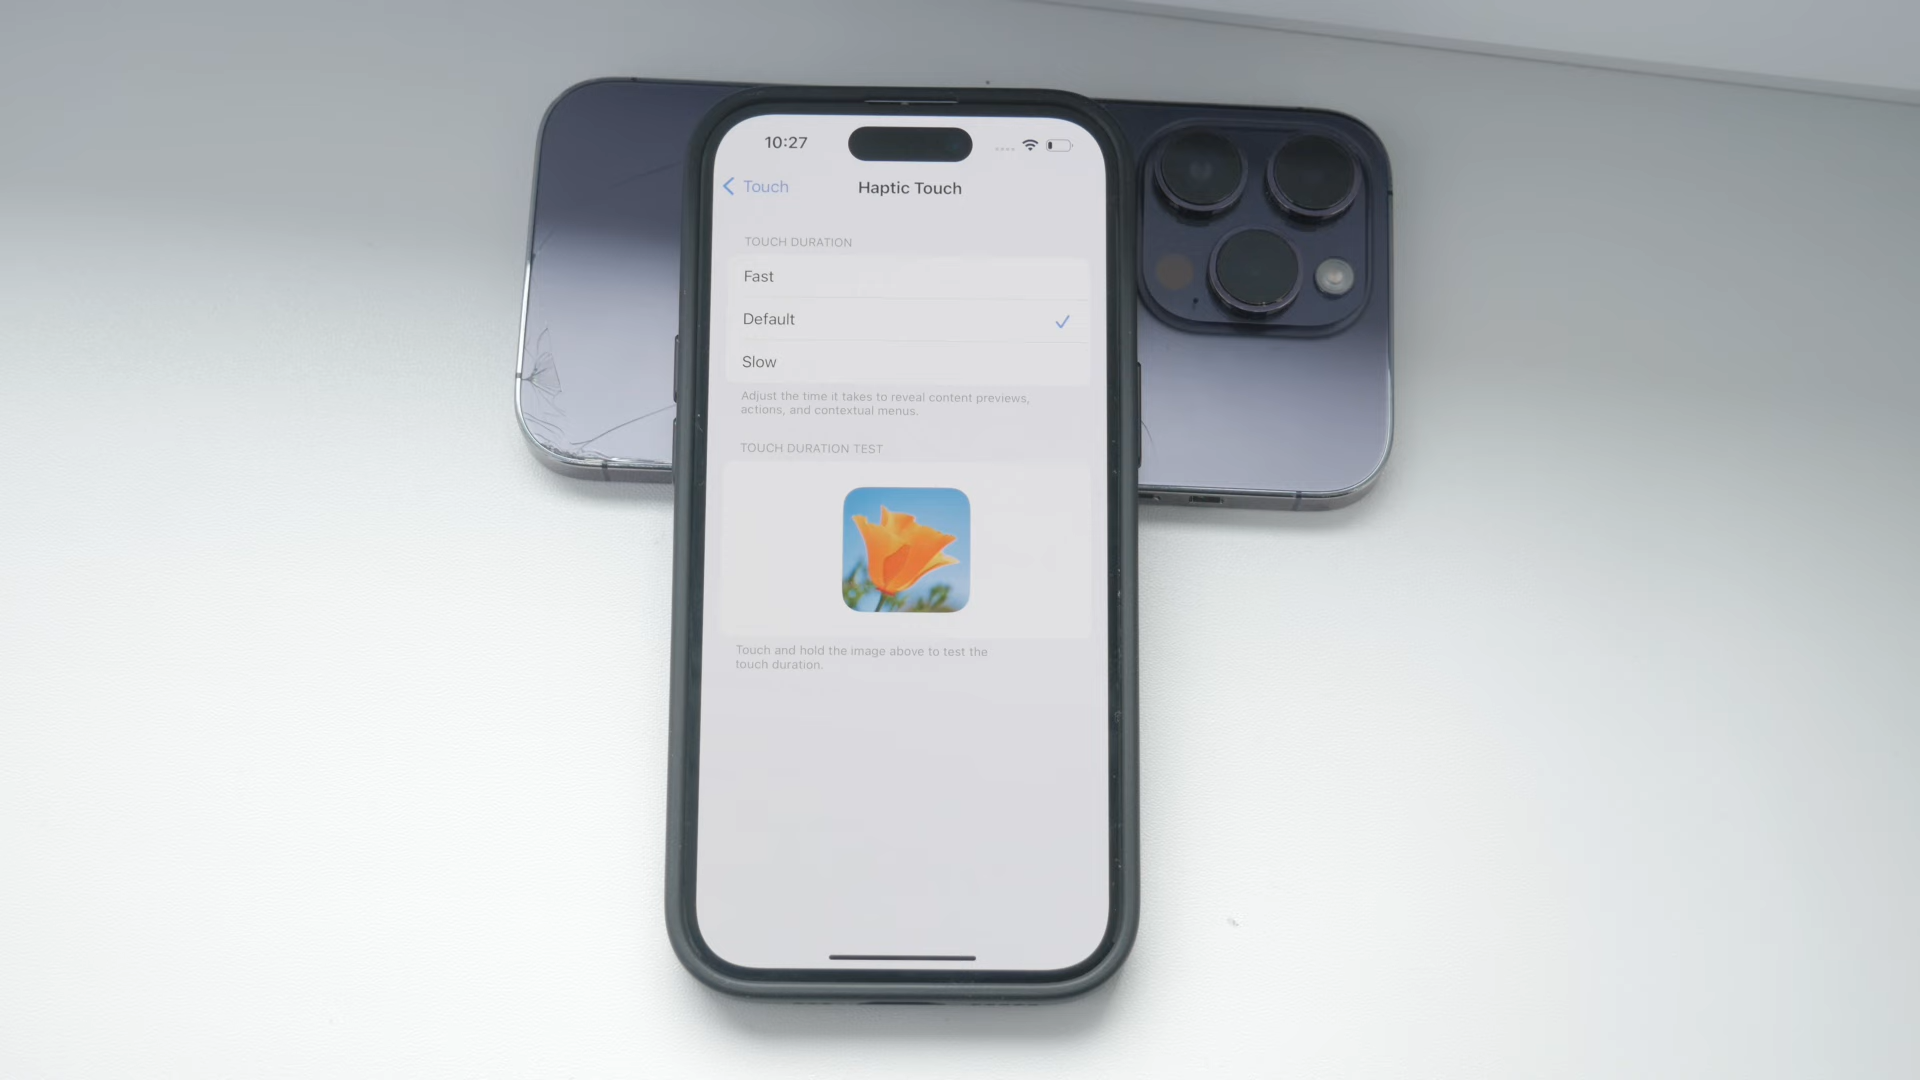 10:27
Touch
Haptic Touch
TOUCH DURATION
Fast
Default
Slow
Adjust the time it takes to reveal content previews,
actions, and contextual menus.
TOUCH DURATION TEST
Touch and hold the image above to test the
touch duration.